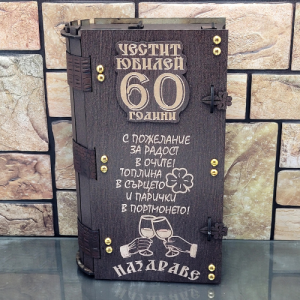 ЧЕСТИТ
ЮБИЛЕЙ
60
ГОДИНИ
С ПОЖЕЛАНИЕ
ЗА РАДОСТ
В ОЧИТЕ!
ТОПЛИНА
В СЪРЦЕТО
И ПАРИЧКИ
В ПОРТМОНЕТО!
НАЗДРАВЕ